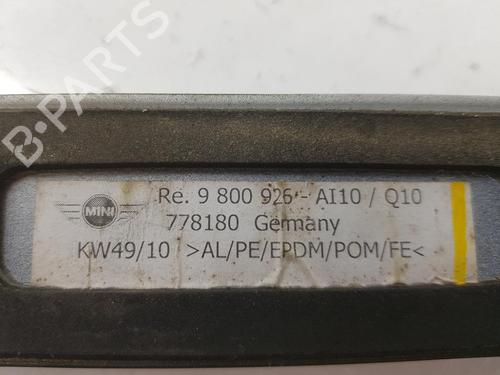 B-PARTS
MINI
Re. 9 800 926 - AI10 / Q10
778180 Germany
KW49/10 >AL/PE/EPDM/POM/FE<